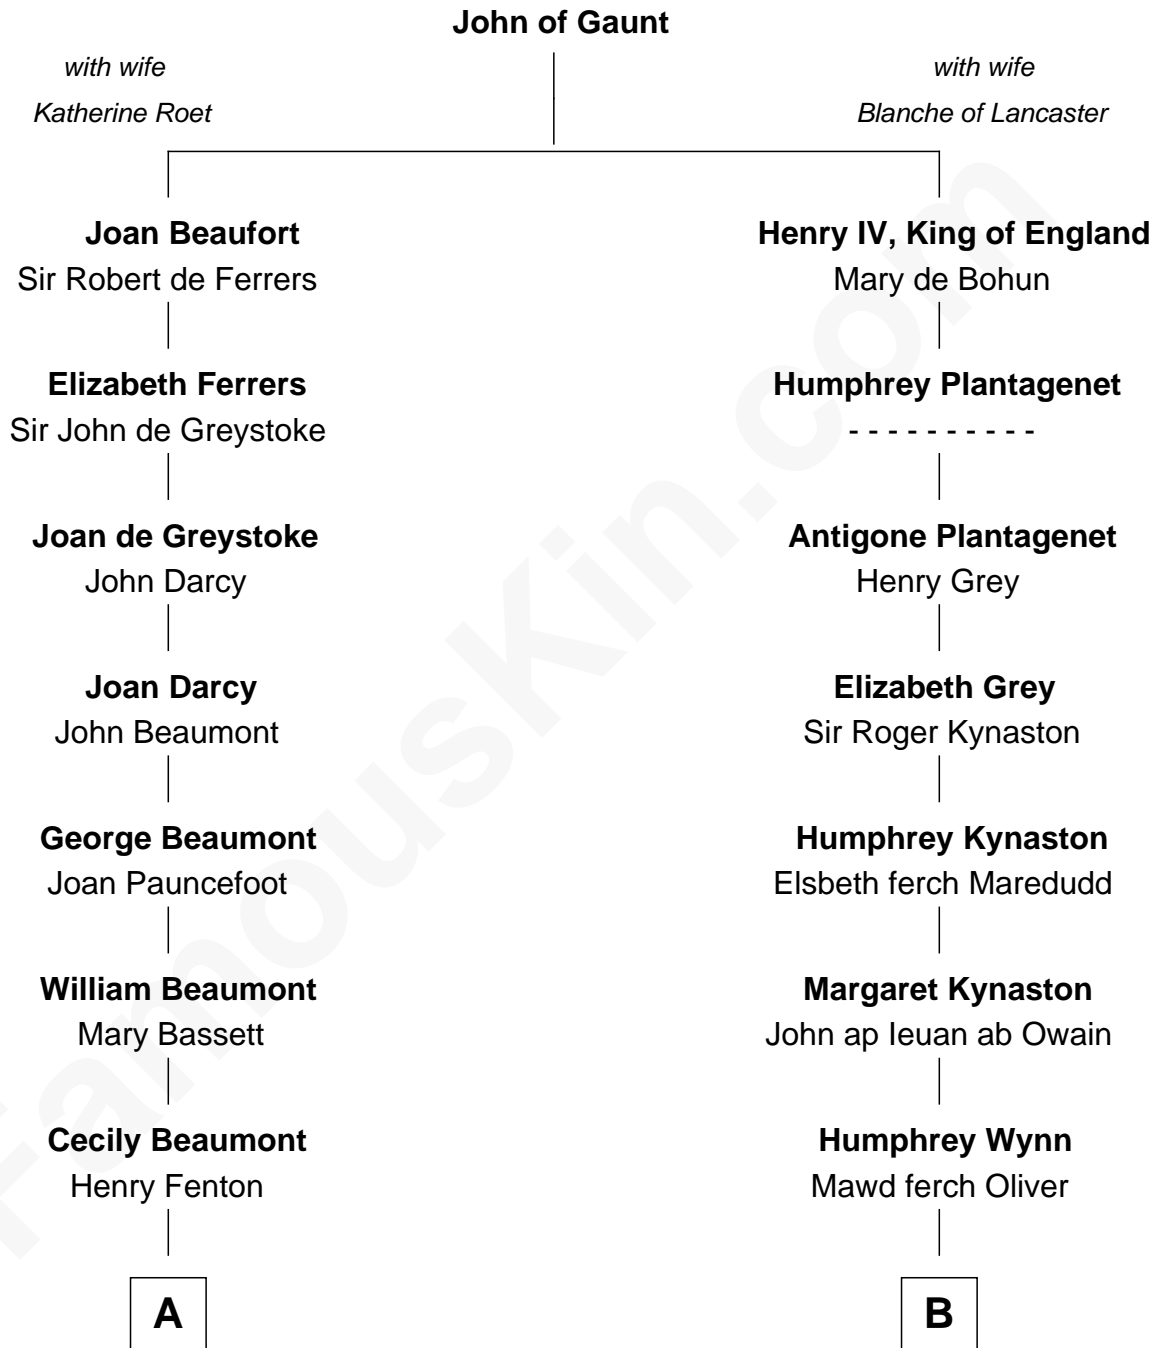 John of Gaunt
with wife
Katherine Roet
with wife
Blanche of Lancaster
Joan Beaufort
Sir Robert de Ferrers
Henry IV, King of England
Mary de Bohun
Elizabeth Ferrers
Sir John de Greystoke
Humphrey Plantagenet
- - - - - - - - - -
Joan de Greystoke
John Darcy
Antigone Plantagenet
Henry Grey
Joan Darcy
John Beaumont
Elizabeth Grey
Sir Roger Kynaston
George Beaumont
Joan Pauncefoot
Humphrey Kynaston
Elsbeth ferch Maredudd
William Beaumont
Mary Bassett
Margaret Kynaston
John ap Ieuan ab Owain
Cecily Beaumont
Henry Fenton
Humphrey Wynn
Mawd ferch Oliver
A
B
FamousKin.com